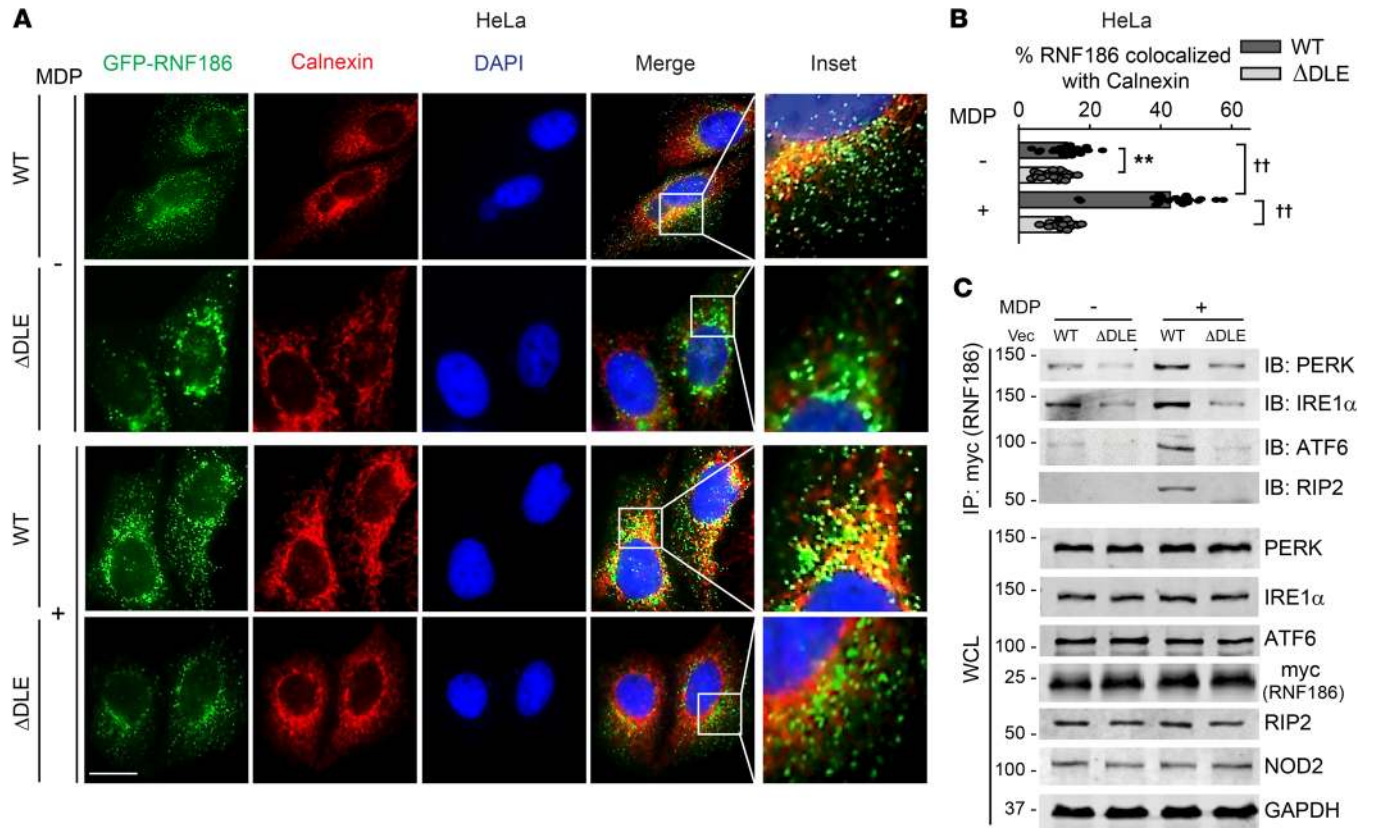 A
HeLa
GFP-RNF186 Calnexin DAPI Merge Inset
MDP
WT
-
ΔDLE
WT
+
ΔDLE
B
HeLa
% RNF186 colocalized
with Calnexin
WT
ΔDLE
MDP
0 20 40 60
-
**
††
+
††
C
MDP - +
Vec WT ΔDLE WT ΔDLE
IP: myc (RNF186)
150 - IB: PERK
150 - IB: IRE1α
100 - IB: ATF6
50 - IB: RIP2
WCL
150 - PERK
150 - IRE1α
100 - ATF6
25 - myc
(RNF186)
50 - RIP2
100 - NOD2
37 - GAPDH